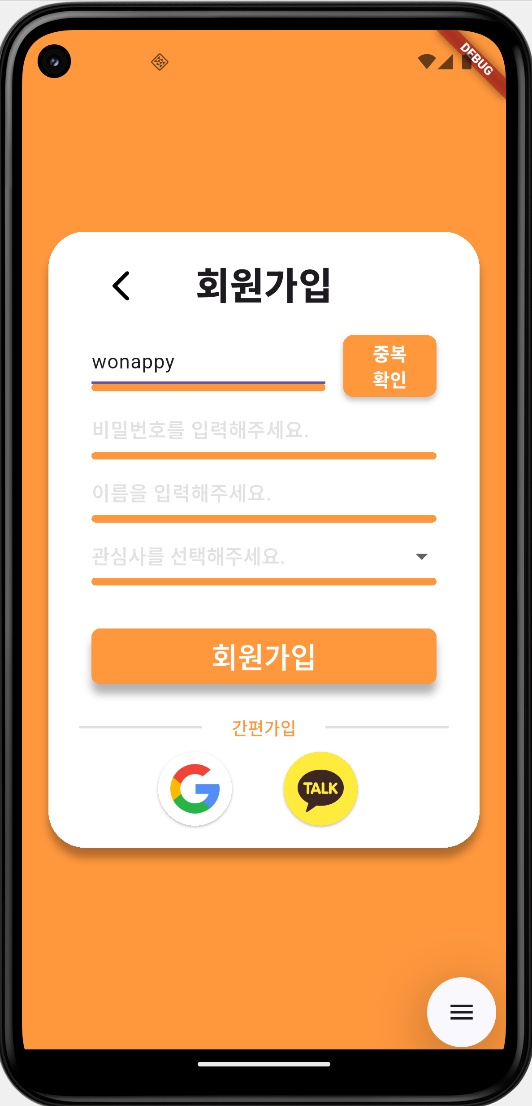 DEBUG
회원가입
wonappy
중복
확인
비밀번호를 입력해주세요.
이름을 입력해주세요.
관심사를 선택해주세요.
회원가입
간편가입
G
TALK